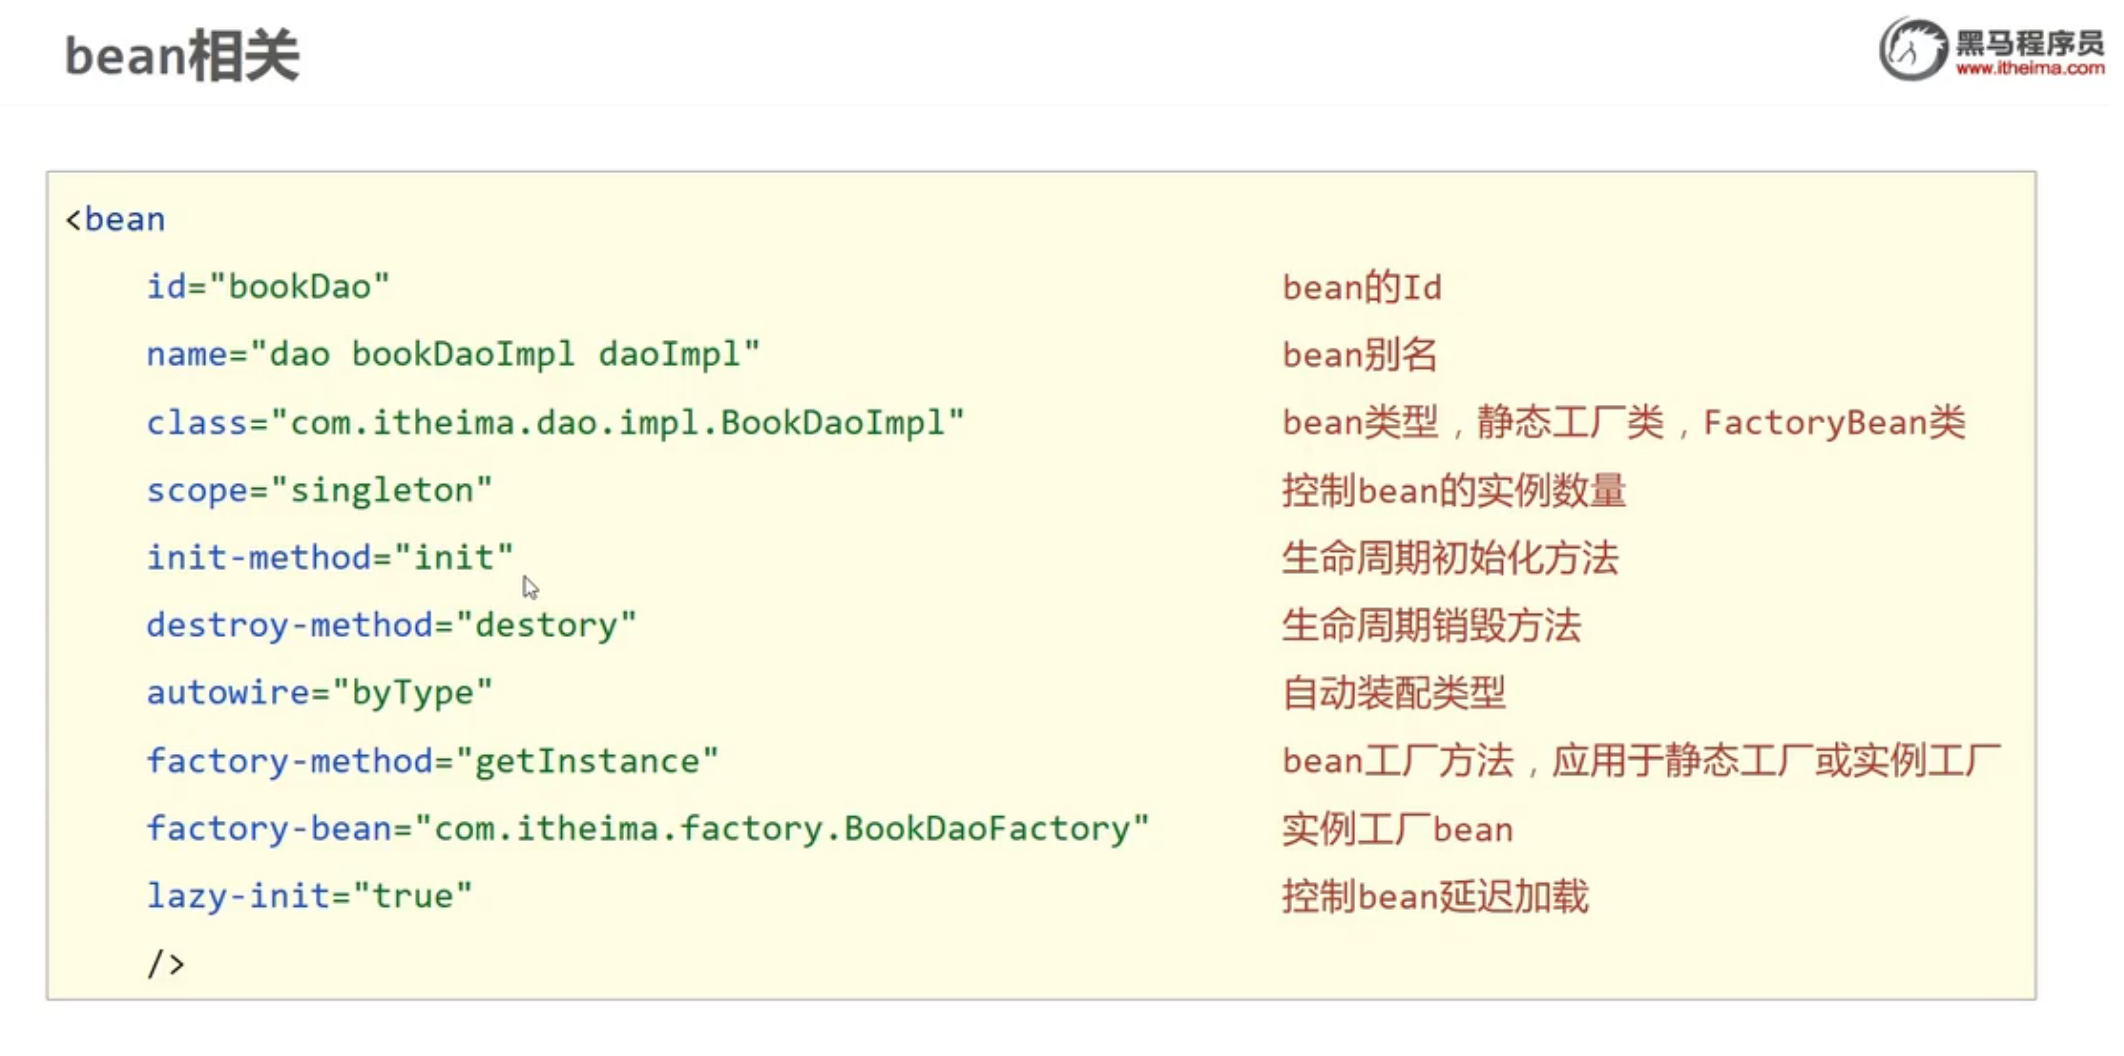 bean相关
黑马程序员
www.itheima.com
<bean
id="bookDao" bean的Id
name="dao bookDaoImpl daoImpl" bean别名
class="com.itheima.dao.impl.BookDaoImpl" bean类型，静态工厂类，FactoryBean类
scope="singleton" 控制bean的实例数量
init-method="init" 生命周期初始化方法
destroy-method="destory" 生命周期销毁方法
autowire="byType" 自动装配类型
factory-method="getInstance" bean工厂方法，应用于静态工厂或实例工厂
factory-bean="com.itheima.factory.BookDaoFactory" 实例工厂bean
lazy-init="true" 控制bean延迟加载
/>